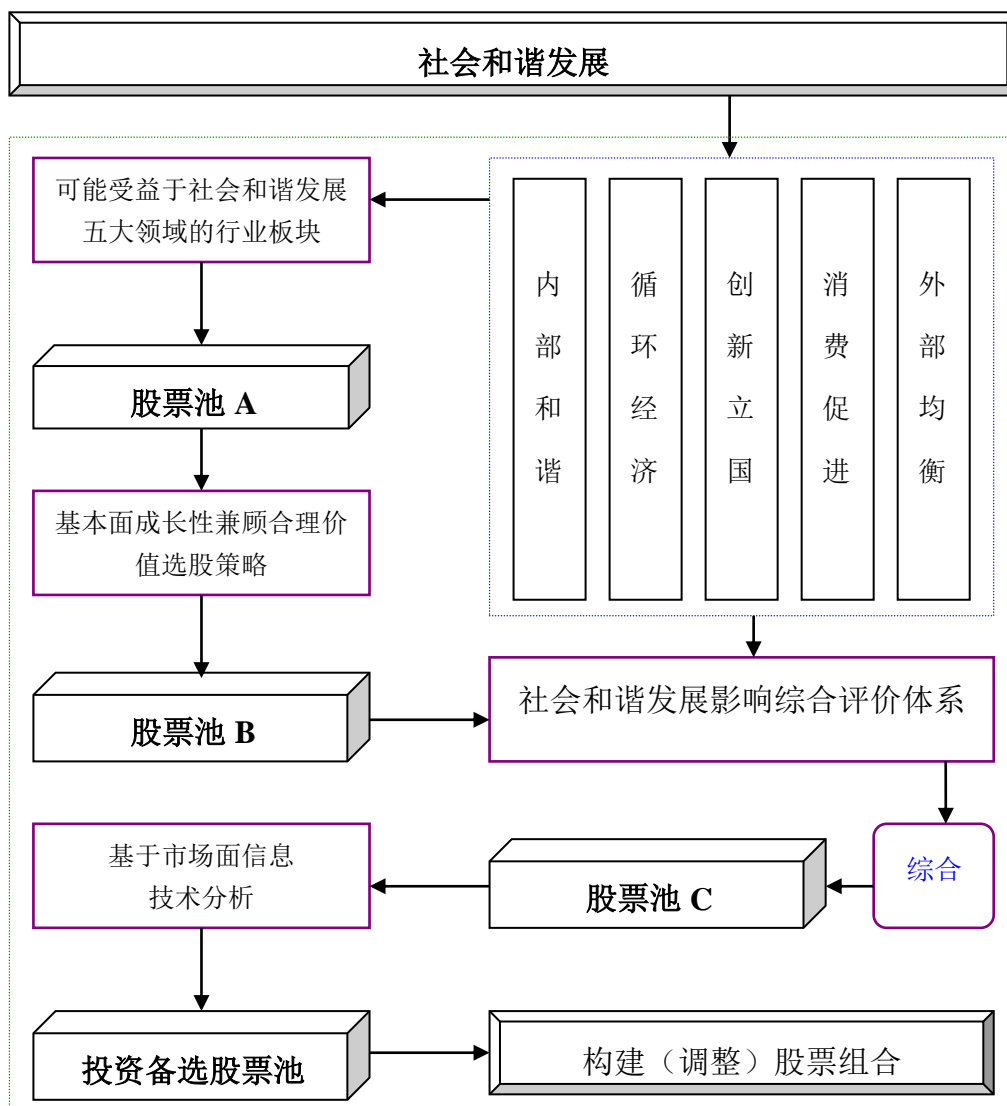 社会和谐发展
可能受益于社会和谐发展
五大领域的行业板块
内部和谐
循环经济
创新立国
消费促进
外部均衡
股票池 A
基本面成长性兼顾合理价
值选股策略
股票池 B
社会和谐发展影响综合评价体系
综合
股票池 C
基于市场面信息
技术分析
投资备选股票池
构建（调整）股票组合